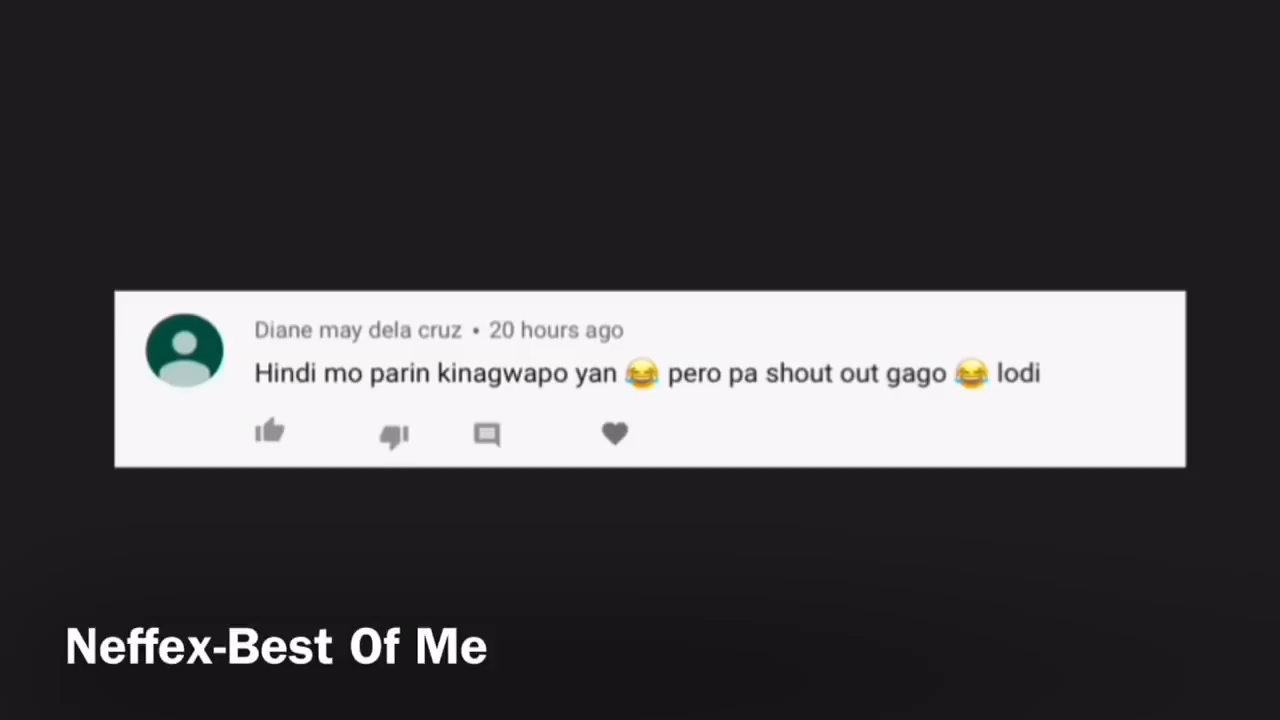 Diane may dela cruz • 20 hours ago
Hindi mo parin kinagwapo yan 😂 pero pa shout out gago 😂 lodi
Neffex-Best Of Me